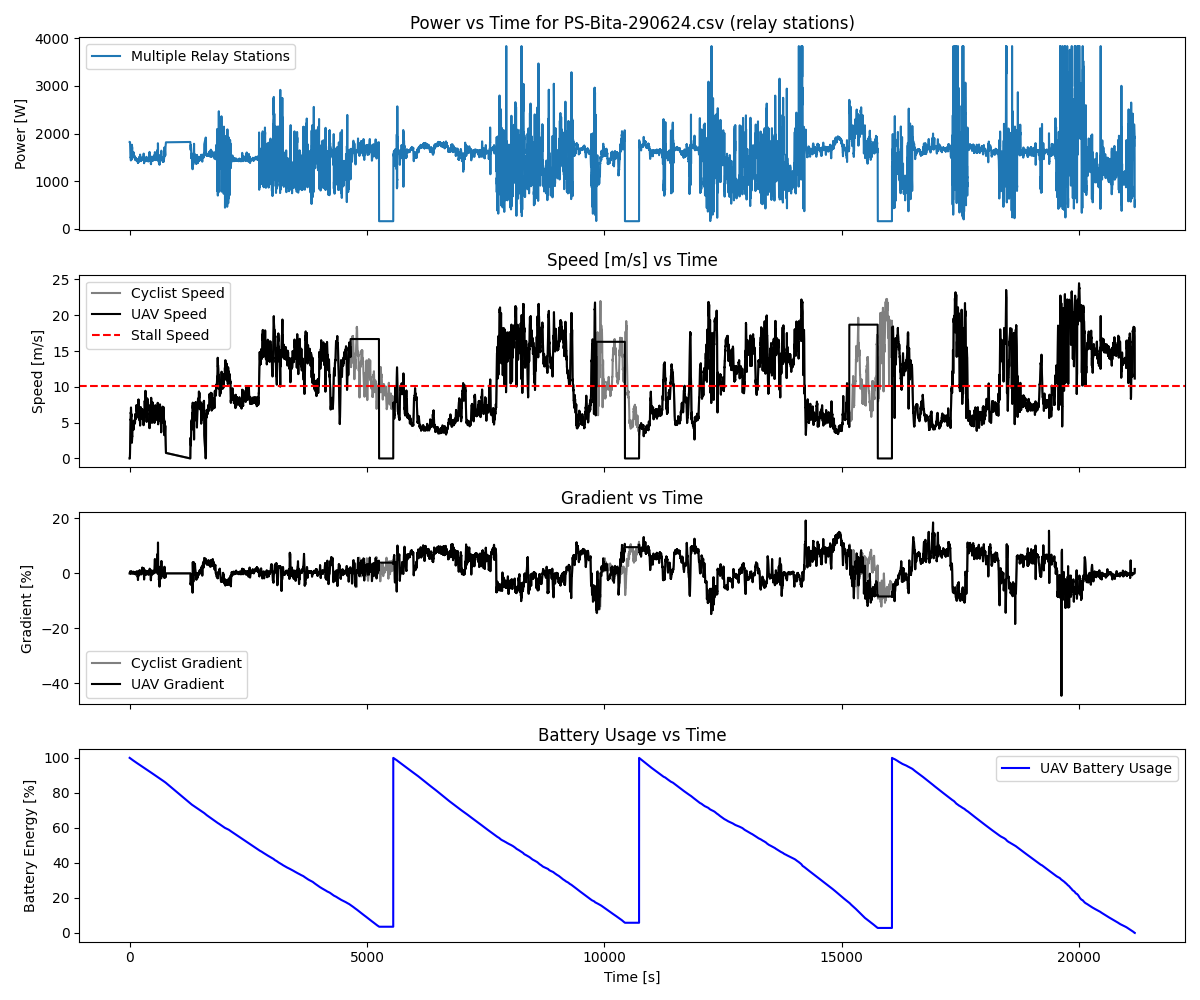 Power vs Time for PS-Bita-290624.csv (relay stations)
4000
3000
2000
1000
0
Power [W]
Multiple Relay Stations
Speed [m/s] vs Time
25
20
15
10
5
0
Speed [m/s]
Cyclist Speed
UAV Speed
Stall Speed
Gradient vs Time
20
0
−20
−40
Gradient [%]
Cyclist Gradient
UAV Gradient
Battery Usage vs Time
100
80
60
40
20
0
Battery Energy [%]
UAV Battery Usage
0 5000 10000 15000 20000
Time [s]